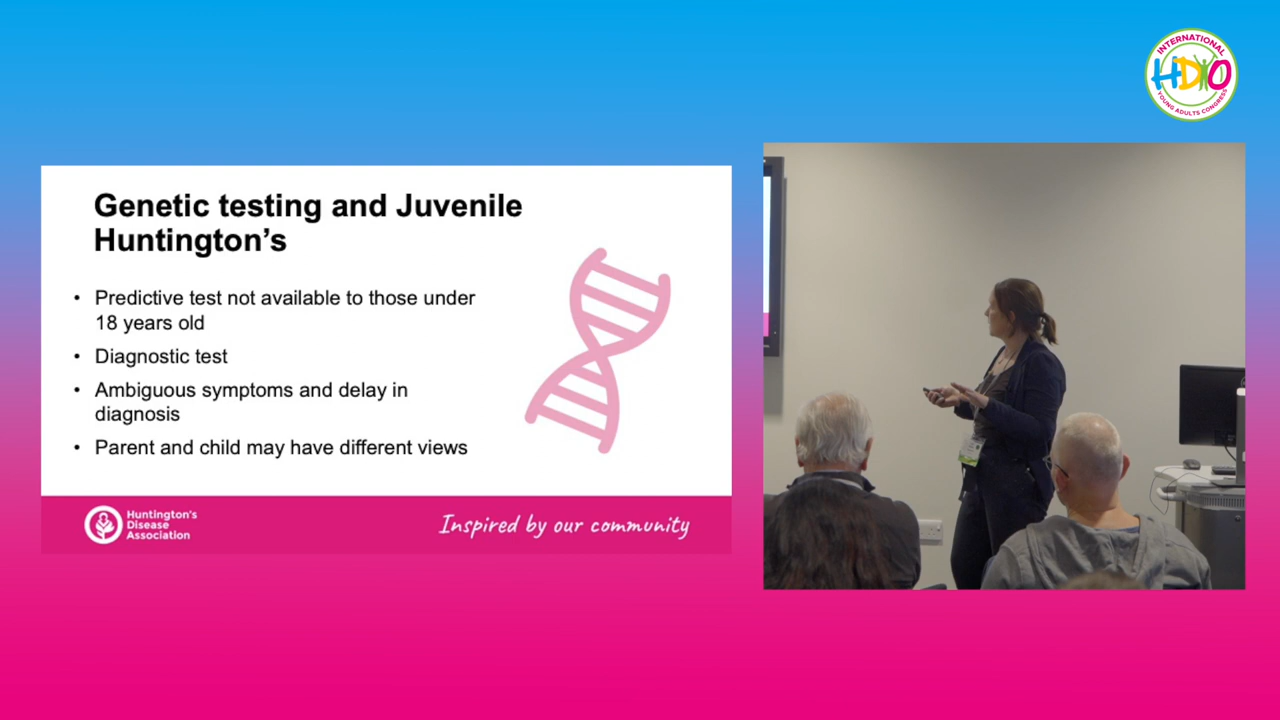 INTERNATIONAL
HDYO
YOUNG ADULTS CONGRESS
Genetic testing and Juvenile
Huntington's
• Predictive test not available to those under
18 years old
• Diagnostic test
• Ambiguous symptoms and delay in
diagnosis
• Parent and child may have different views
Huntington's
Disease
Association
Inspired by our community